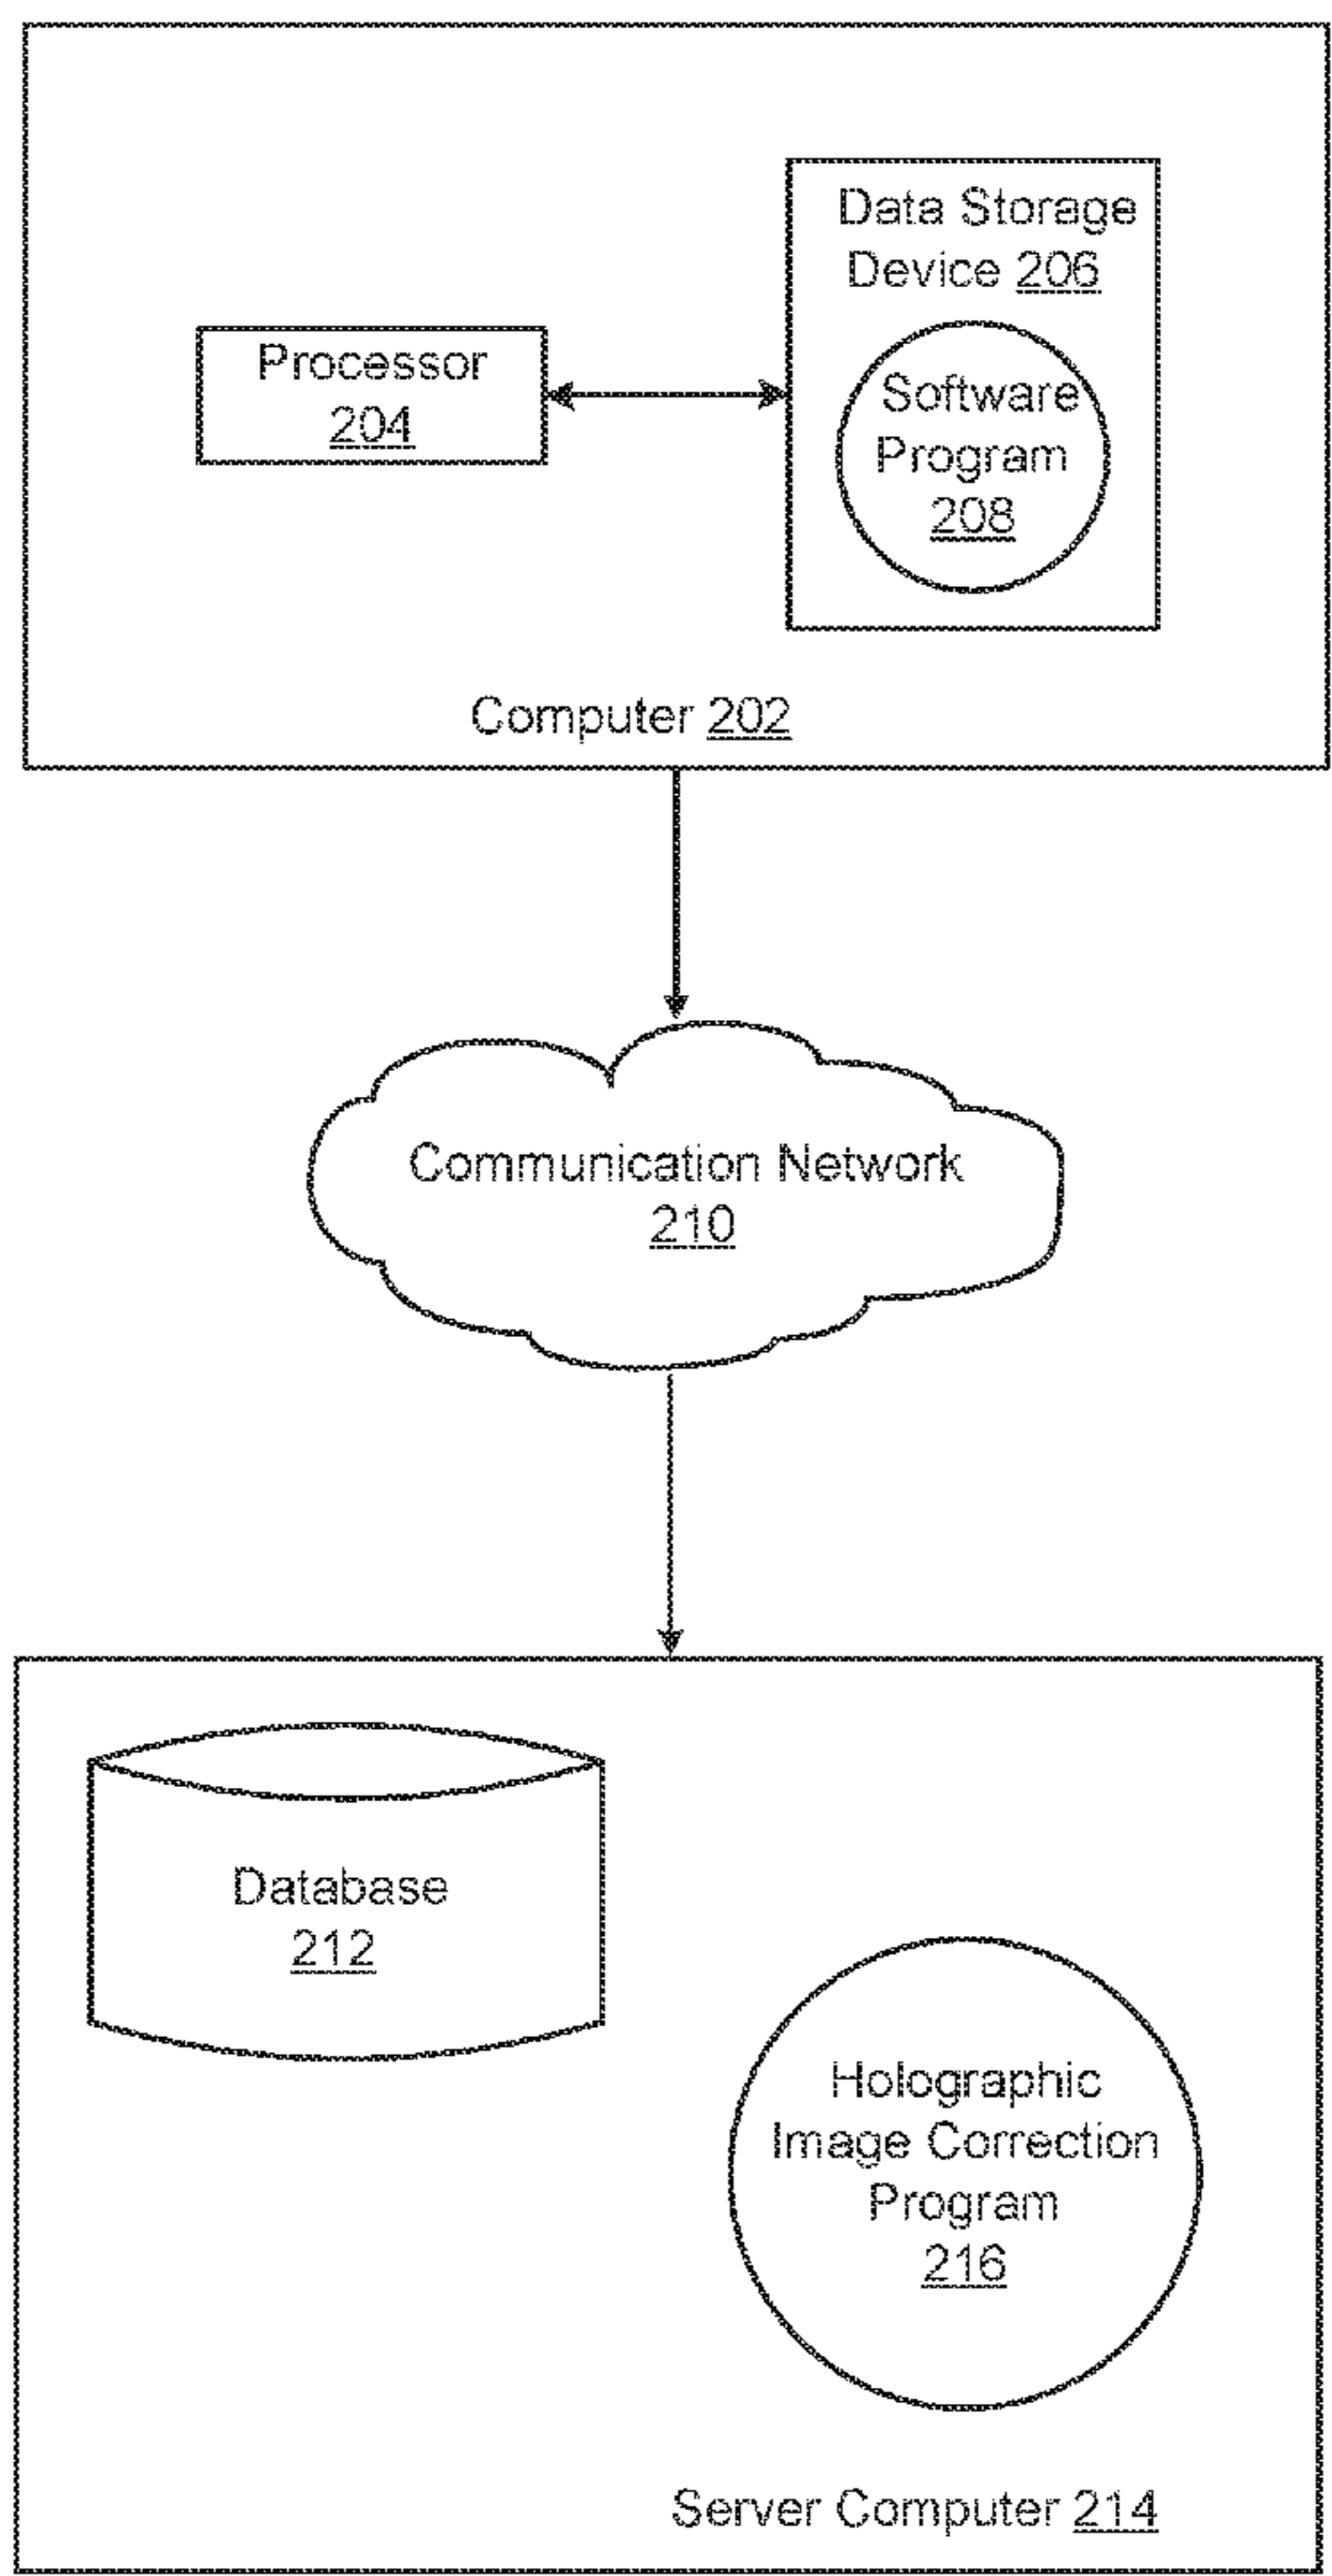 Data Storage
Device 206
Processor
204
Software
Program
208
Computer 202
Communication Network
210
Database
212
Holographic
Image Correction
Program
216
Server Computer 214